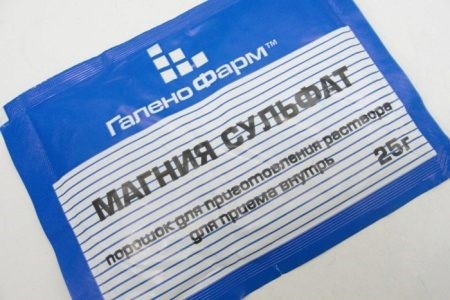 ГаленоФарм™
МАГНИЯ СУЛЬФАТ
порошок для приготовления раствора
для приема внутрь
25г